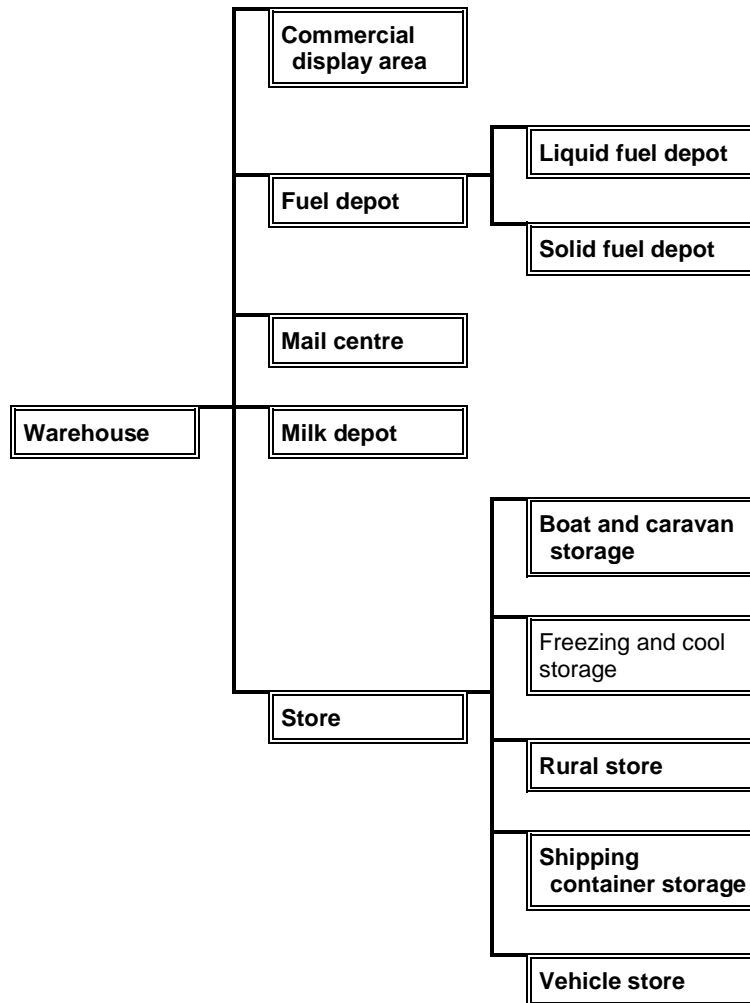 Commercial
display area
Liquid fuel depot
Fuel depot
Solid fuel depot
Mail centre
Warehouse
Milk depot
Boat and caravan
storage
Freezing and cool
storage
Store
Rural store
Shipping
container storage
Vehicle store